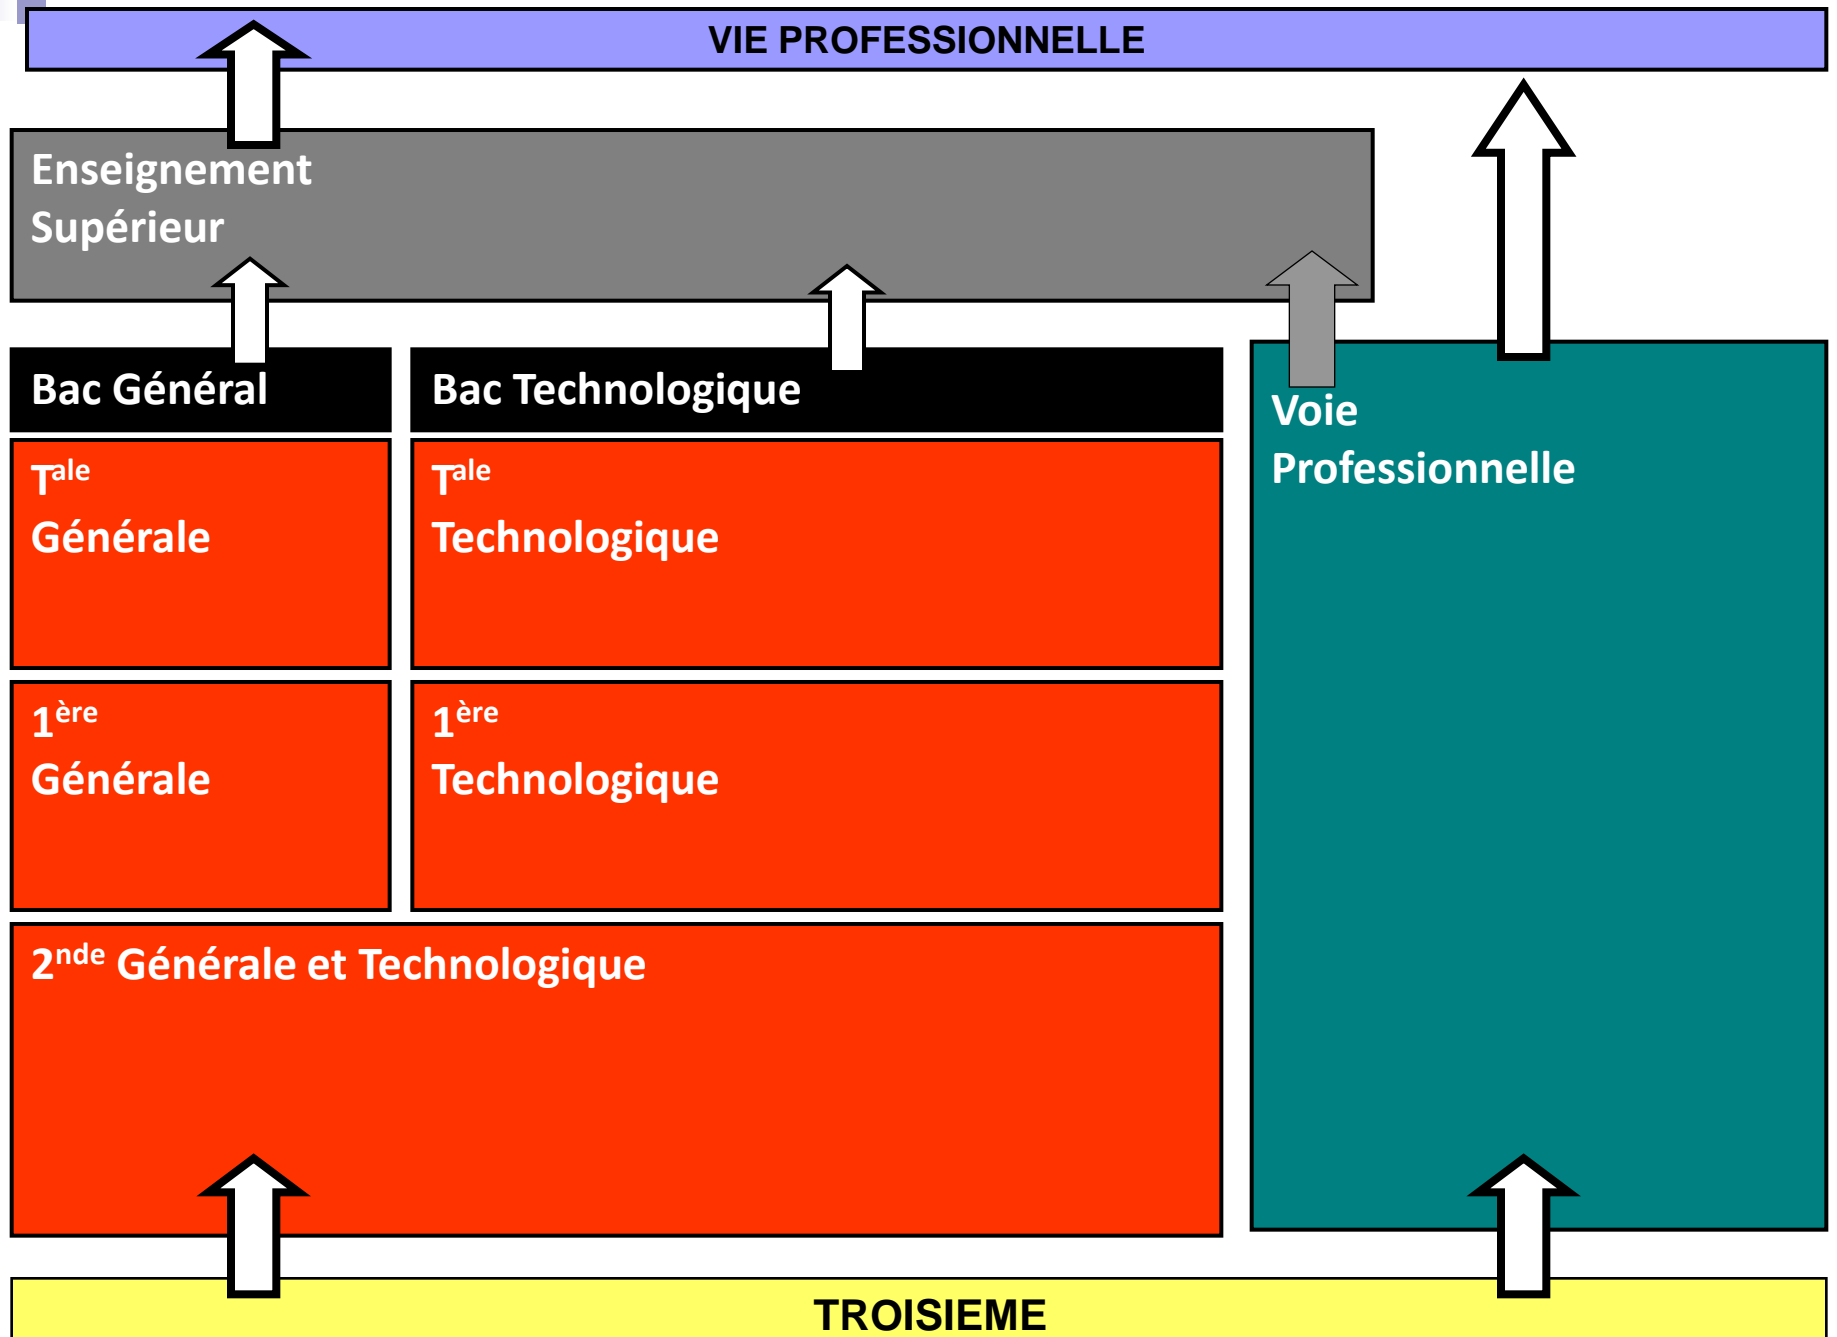 VIE PROFESSIONNELLE
Enseignement
Supérieur
Bac Général
Bac Technologique
Voie
Professionnelle
Tale
Générale
Tale
Technologique
1ère
Générale
1ère
Technologique
2nde Générale et Technologique
TROISIEME